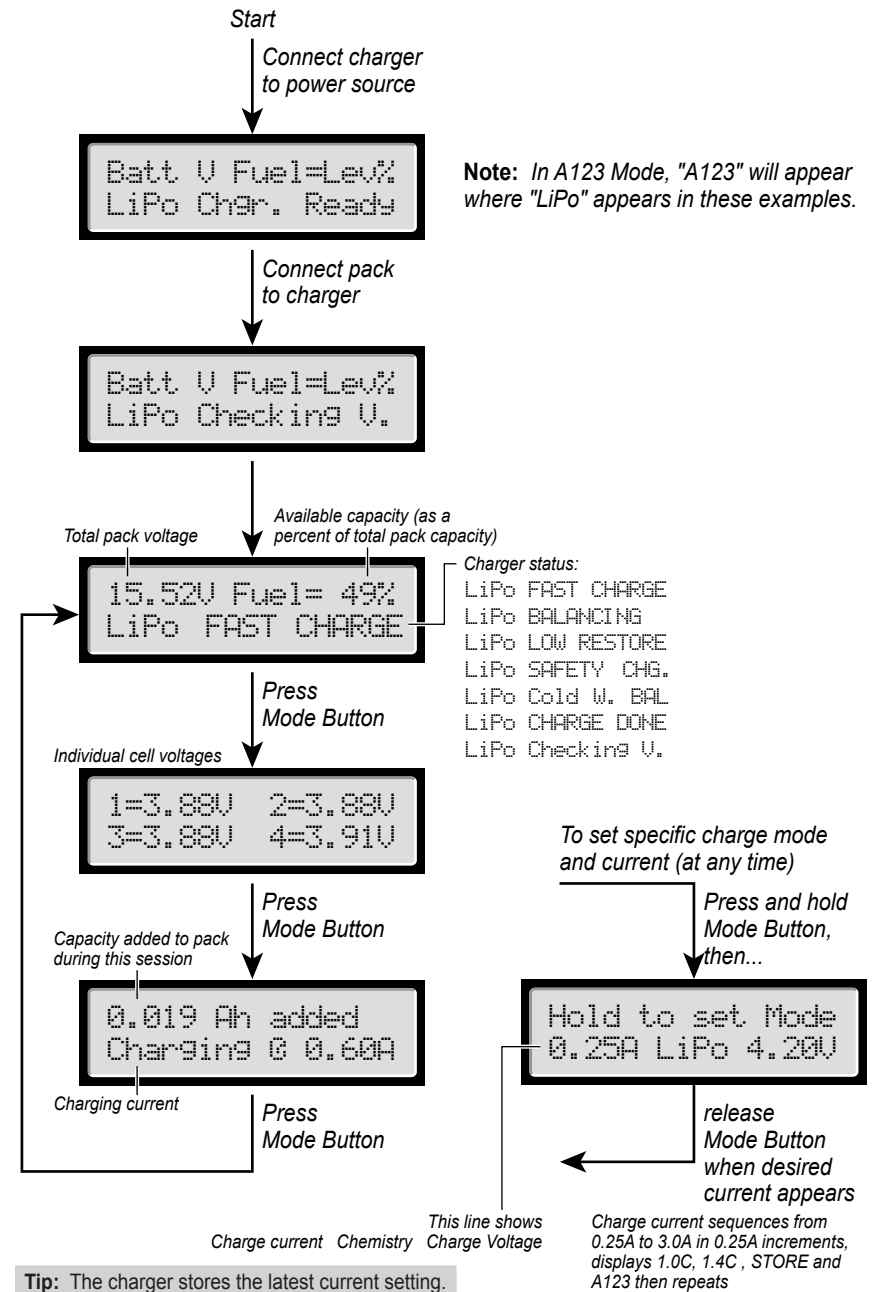 Start
Connect charger
to power source
Batt V Fuel=Lev%
LiPo Chgr. Ready
Note: In A123 Mode, "A123" will appear
where "LiPo" appears in these examples.
Connect pack
to charger
Batt V Fuel=Lev%
LiPo Checking V.
Total pack voltage
Available capacity (as a
percent of total pack capacity)
15.52V Fuel= 49%
LiPo FAST CHARGE
Charger status:
LiPo FAST CHARGE
LiPo BALANCING
LiPo LOW RESTORE
LiPo SAFETY CHG.
LiPo Cold W. BAL
LiPo CHARGE DONE
LiPo Checking V.
Press
Mode Button
Individual cell voltages
1=3.88V 2=3.88V
3=3.88V 4=3.91V
Press
Mode Button
Capacity added to pack
during this session
0.019 Ah added
Charging @ 0.60A
Charging current
Press
Mode Button
To set specific charge mode
and current (at any time)
Press and hold
Mode Button,
then...
Hold to set Mode
0.25A LiPo 4.20V
release
Mode Button
when desired
current appears
This line shows
Charge current Chemistry Charge Voltage
Charge current sequences from
0.25A to 3.0A in 0.25A increments,
displays 1.0C, 1.4C , STORE and
A123 then repeats
Tip: The charger stores the latest current setting.